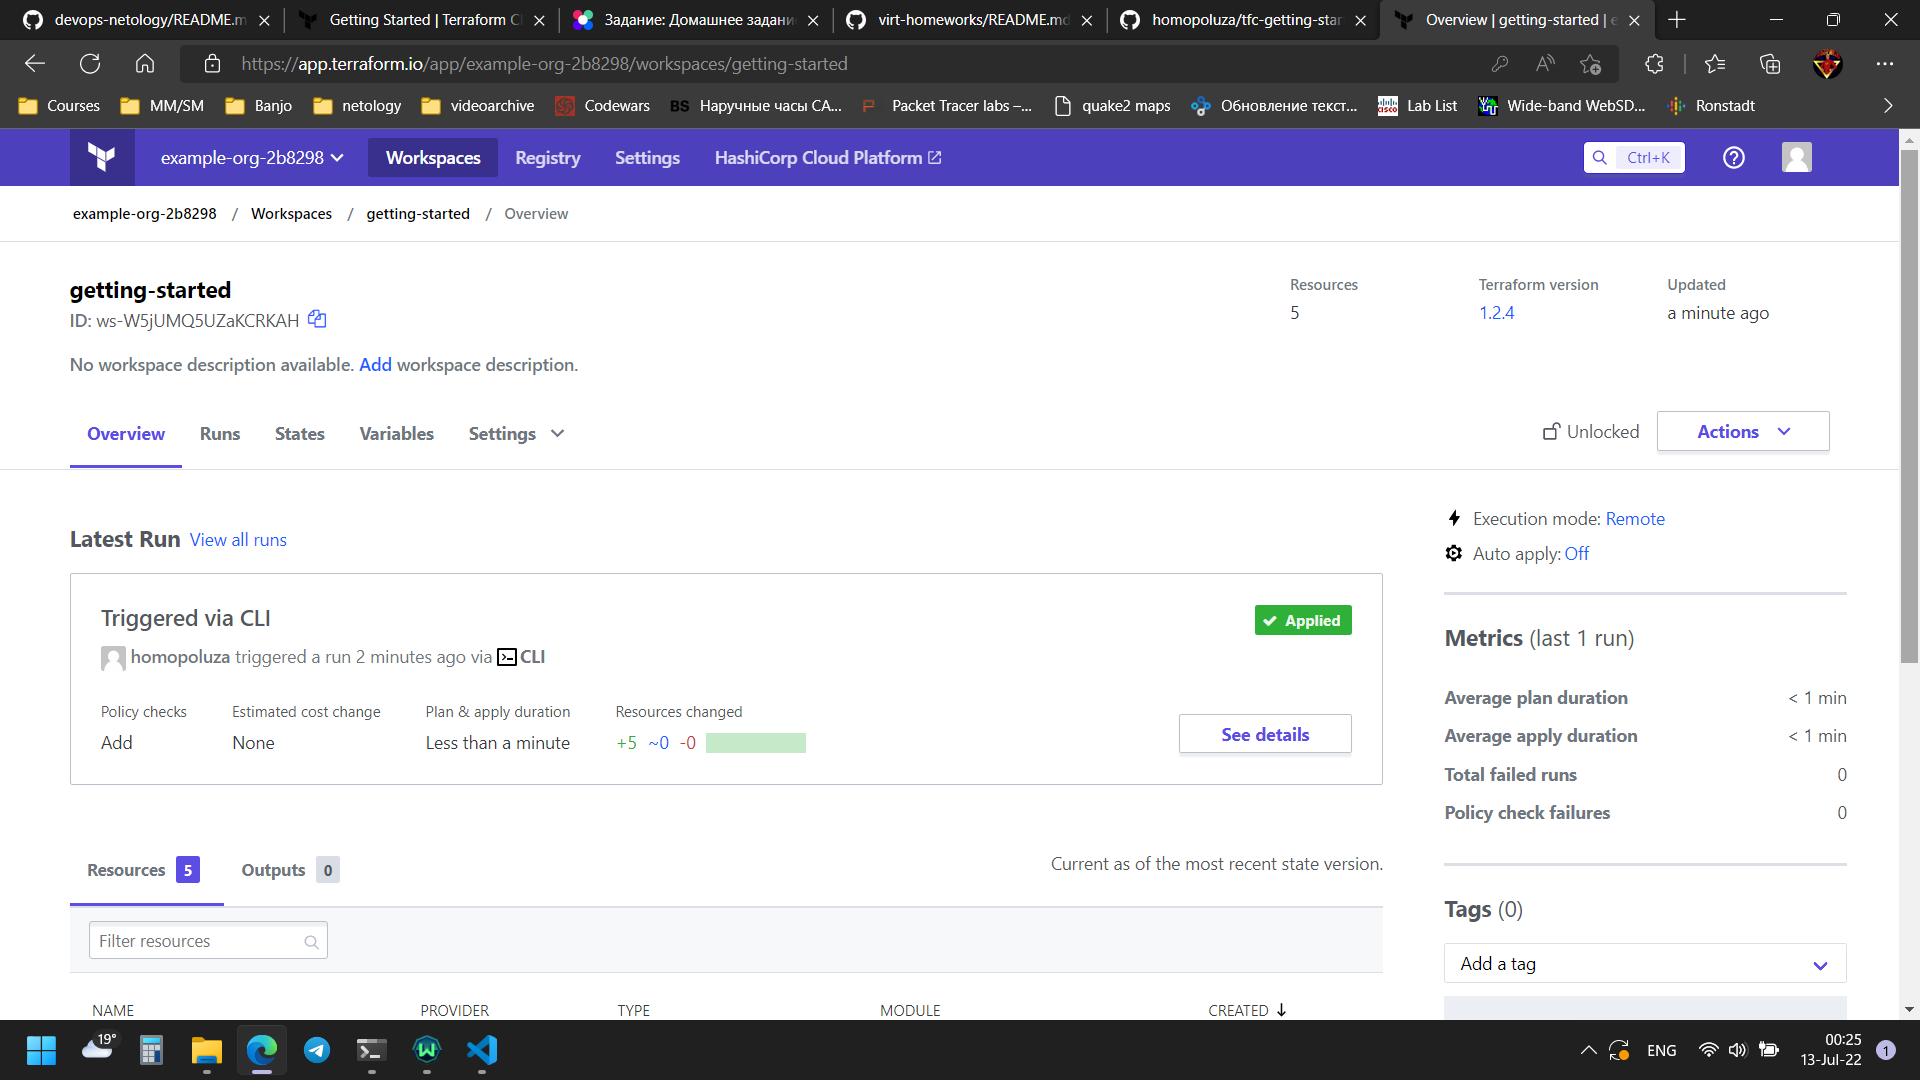 devops-netology/README.m
Getting Started | Terraform Cl
Задание: Домашнее задани
virt-homeworks/README.md
homopoluza/tfc-getting-star
Overview | getting-started | e
https://app.terraform.io/app/example-org-2b8298/workspaces/getting-started
Courses
MM/SM
Banjo
netology
videoarchive
Codewars
BS Наручные часы CA...
Packet Tracer labs –...
quake2 maps
Обновление текст...
Lab List
Wide-band WebSD...
Ronstadt
example-org-2b8298
Workspaces
Registry
Settings
HashiCorp Cloud Platform
Ctrl+K
example-org-2b8298 / Workspaces / getting-started / Overview
getting-started
ID: ws-W5jUMQ5UZaKCRKAH
No workspace description available. Add workspace description.
Resources
5
Terraform version
1.2.4
Updated
a minute ago
Overview
Runs
States
Variables
Settings
Unlocked
Actions
Latest Run View all runs
Triggered via CLI
Applied
homopoluza triggered a run 2 minutes ago via CLI
Policy checks
Add
Estimated cost change
None
Plan & apply duration
Less than a minute
Resources changed
+5 ~0 -0
See details
Resources 5
Outputs 0
Current as of the most recent state version.
Filter resources
NAME
PROVIDER
TYPE
MODULE
CREATED
Execution mode: Remote
Auto apply: Off
Metrics (last 1 run)
Average plan duration < 1 min
Average apply duration < 1 min
Total failed runs 0
Policy check failures 0
Tags (0)
Add a tag
19°
ENG
00:25
13-Jul-22
1